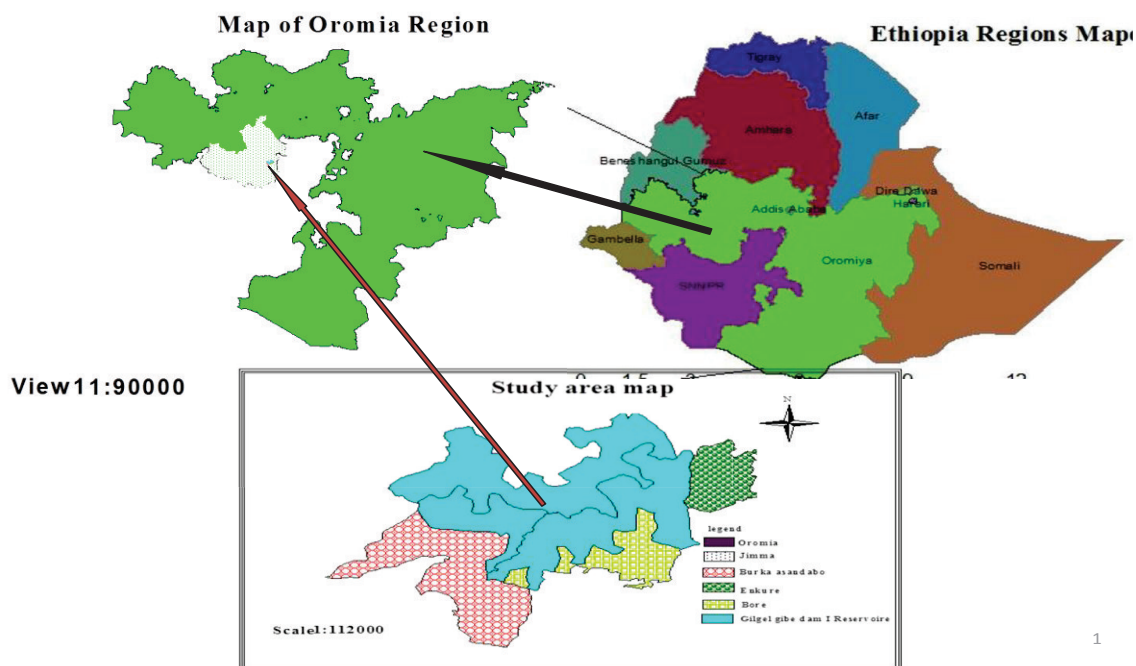 Map of Oromia Region
Ethiopia Regions Map
Tigray
Afar
Amhara
Beneshangul Gumuz
Dire Dawa
Harari
Addis Ababa
Gambella
Oromiya
Somali
SNNPR
View11:90000
Study area map
N
legend
Oromia
Jimma
Burka asandabo
Enkure
Bore
Gilgel gibe dam I Reservoire
Scale1:112000
1